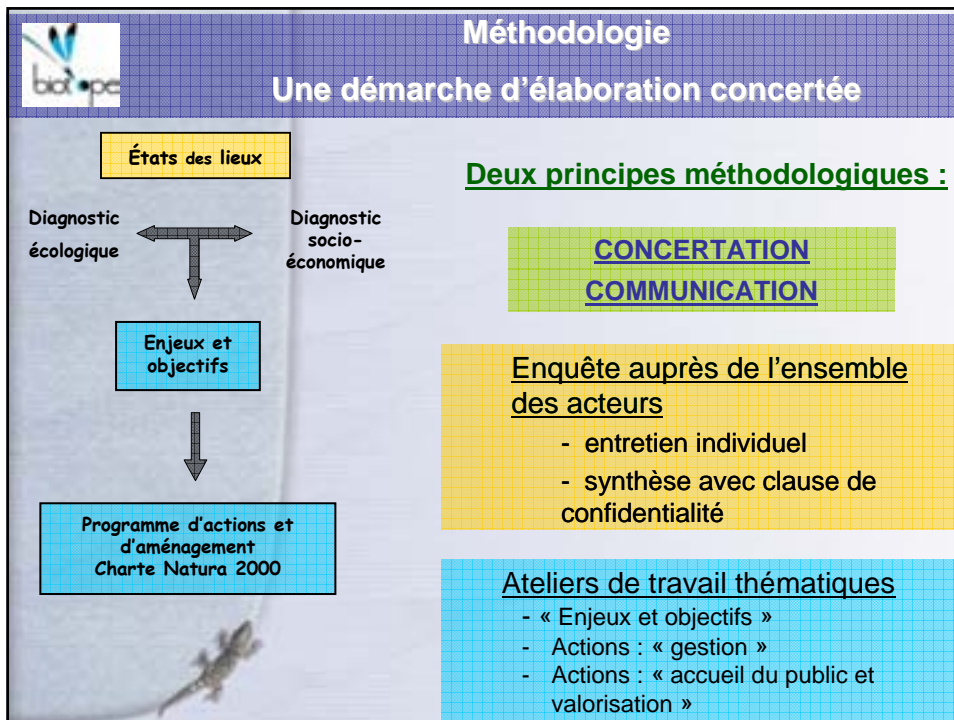 biotope
Méthodologie
Une démarche d'élaboration concertée
États des lieux
Diagnostic
écologique
Diagnostic
socio-
économique
Enjeux et
objectifs
Programme d'actions et
d'aménagement
Charte Natura 2000
Deux principes méthodologiques :
CONCERTATION
COMMUNICATION
Enquête auprès de l'ensemble
des acteurs
- entretien individuel
- synthèse avec clause de
confidentialité
Ateliers de travail thématiques
- « Enjeux et objectifs »
- Actions : « gestion »
- Actions : « accueil du public et
valorisation »